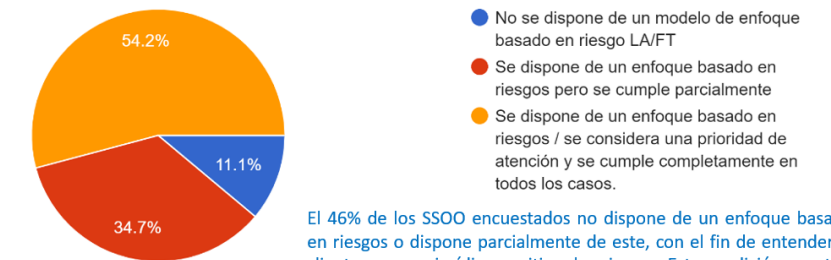 54.2%
11.1%
34.7%
No se dispone de un modelo de enfoque
basado en riesgo LA/FT
Se dispone de un enfoque basado en
riesgos pero se cumple parcialmente
Se dispone de un enfoque basado en
riesgos / se considera una prioridad de
atención y se cumple completamente en
todos los casos.
El 46% de los SSOO encuestados no dispone de un enfoque basa
en riesgos o dispone parcialmente de este, con el fin de entender